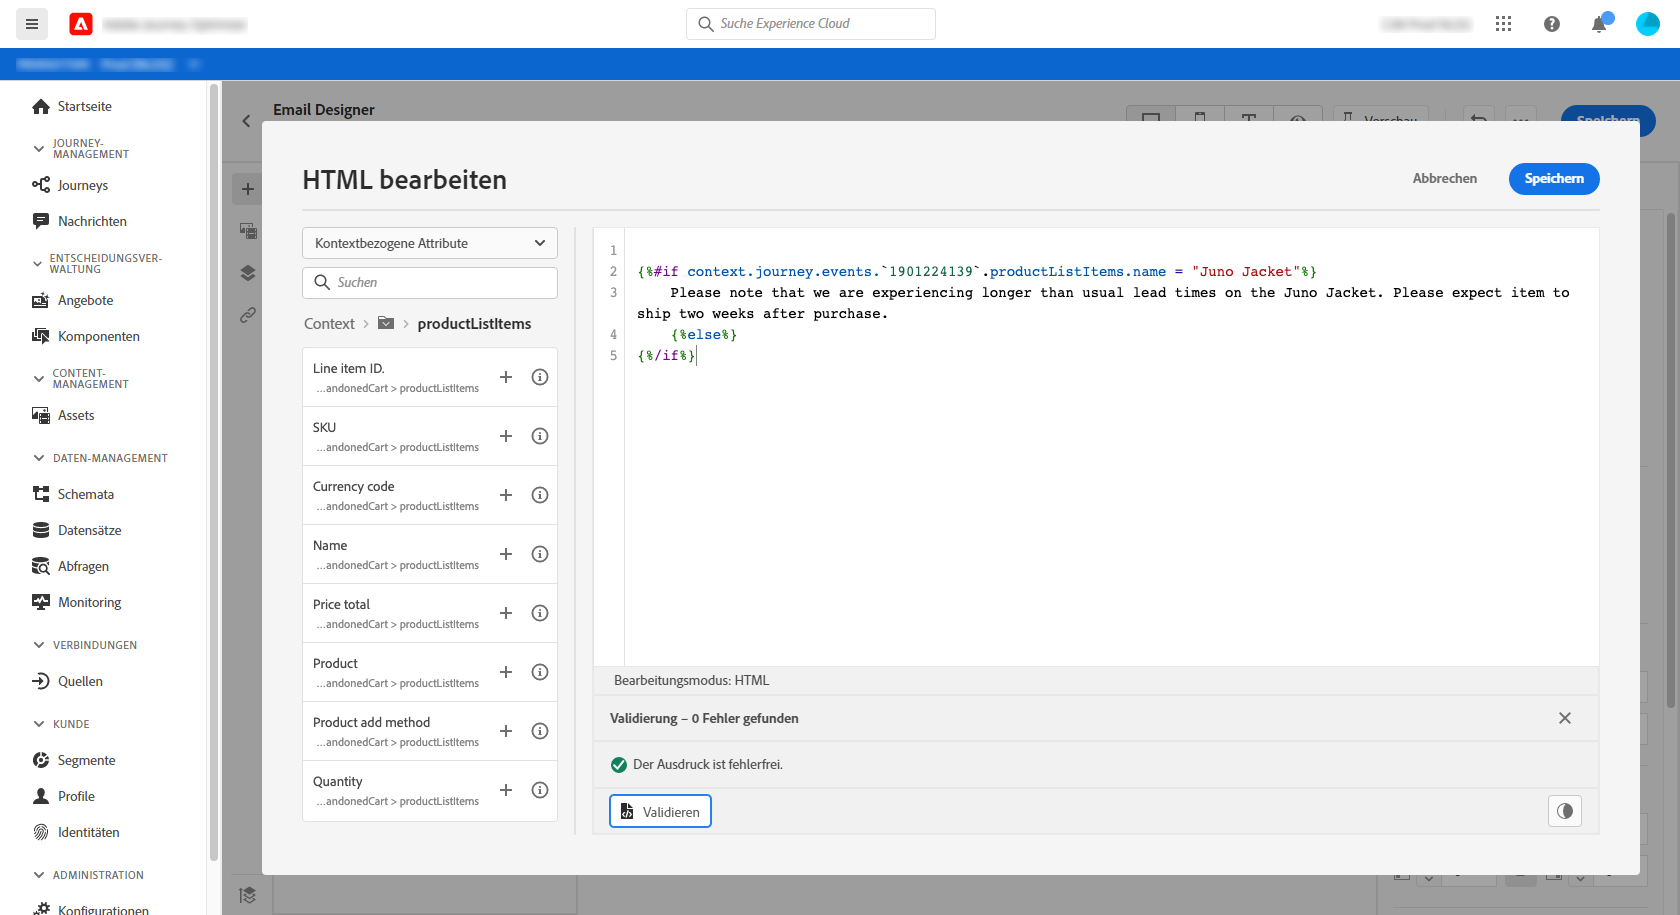 Suche Experience Cloud
Startseite
JOURNEY-
MANAGEMENT
Journeys
Nachrichten
ENTSCHEIDUNGSVER-
WALTUNG
Angebote
Komponenten
CONTENT-
MANAGEMENT
Assets
DATEN-MANAGEMENT
Schemata
Datensätze
Abfragen
Monitoring
VERBINDUNGEN
Quellen
KUNDE
Segmente
Profile
Identitäten
ADMINISTRATION
Konfigurationen
Email Designer
Vorschau
Speichern
HTML bearbeiten
Abbrechen
Speichern
Kontextbezogene Attribute
Suchen
Context > > productListItems
Line item ID.
...andonedCart > productListItems
SKU
...andonedCart > productListItems
Currency code
...andonedCart > productListItems
Name
...andonedCart > productListItems
Price total
...andonedCart > productListItems
Product
...andonedCart > productListItems
Product add method
...andonedCart > productListItems
Quantity
...andonedCart > productListItems
1
2 {%#if context.journey.events.`1901224139`.productListItems.name = "Juno Jacket"%}
3 Please note that we are experiencing longer than usual lead times on the Juno Jacket. Please expect item to
ship two weeks after purchase.
4 {%else%}
5 {%/if%}
Bearbeitungsmodus: HTML
Validierung – 0 Fehler gefunden
Der Ausdruck ist fehlerfrei.
Validieren